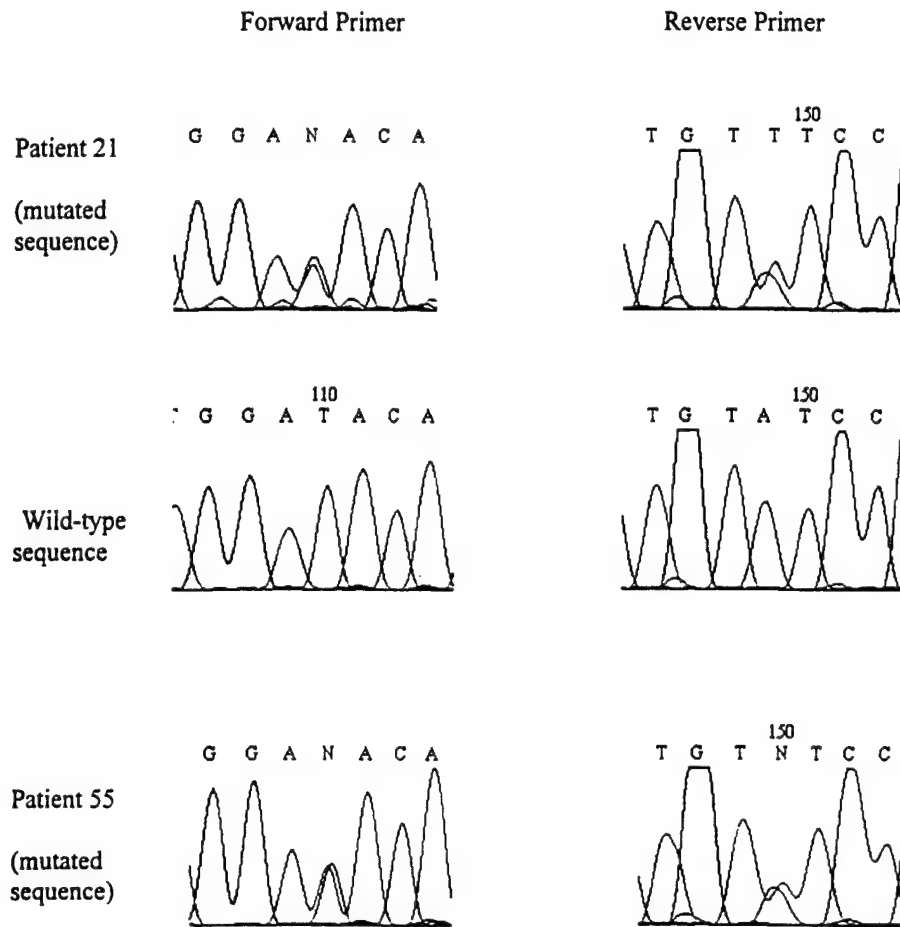 Forward Primer Reverse Primer
Patient 21
(mutated
sequence)
G G A N A C A
150
T G T T T C C
Wild-type
sequence
110
G G A T A C A
150
T G T A T C C
Patient 55
(mutated
sequence)
G G A N A C A
150
T G T N T C C